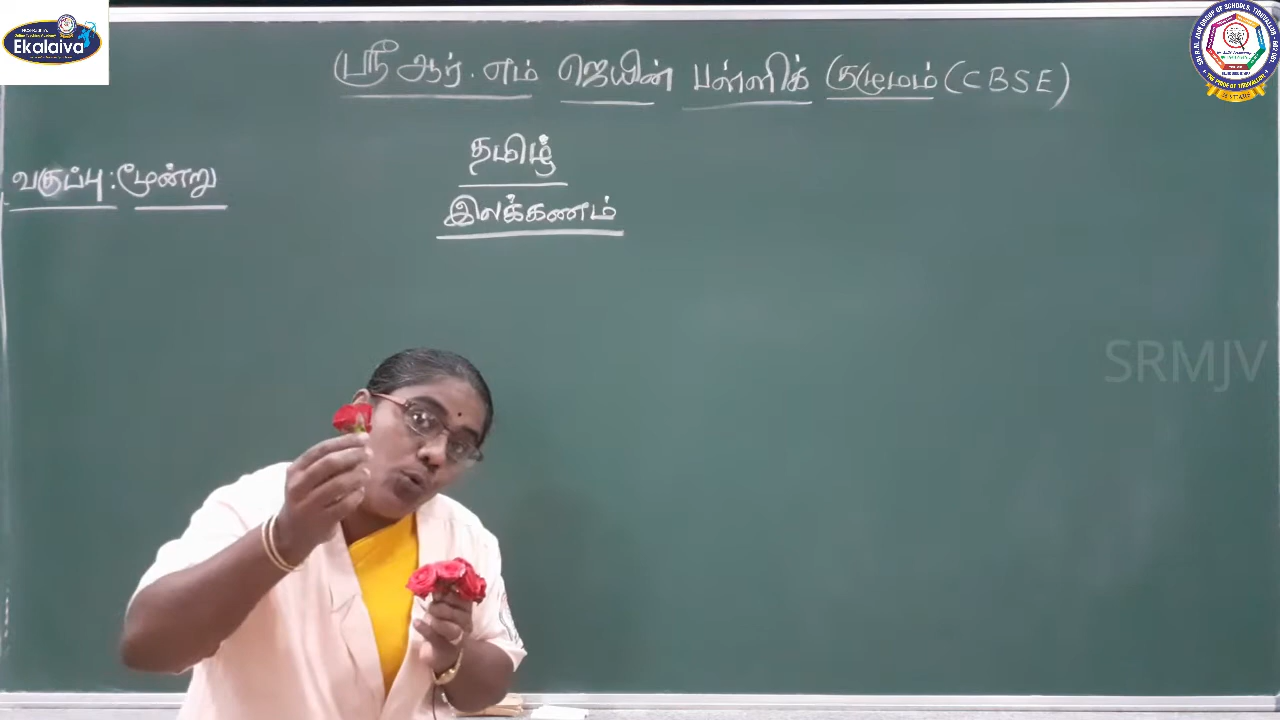 Ekalaiva
ஸ்ரீ ஆர். எம் ஜெயின் பள்ளிக் குழுமம் (CBSE)
தமிழ்
வகுப்பு : மூன்று
இலக்கணம்
SRMJV